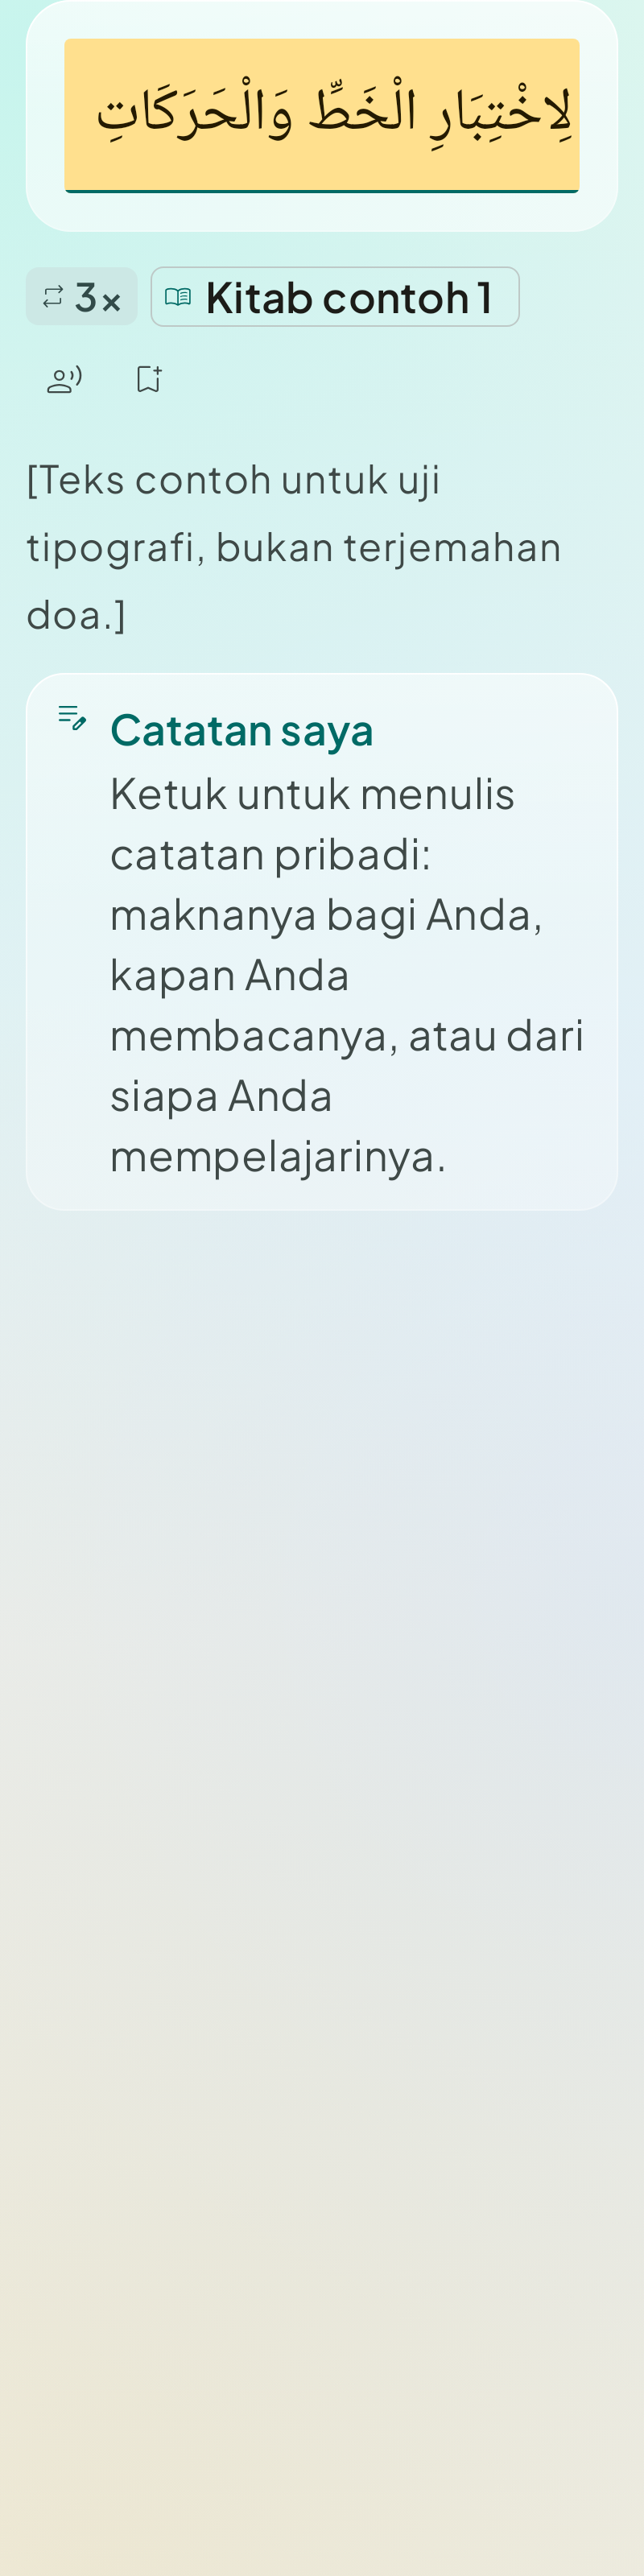 لِاخْتِبَارِ الْخَطِّ وَالْحَرَكَاتِ
3× Kitab contoh 1
[Teks contoh untuk uji
tipografi, bukan terjemahan
doa.]
Catatan saya
Ketuk untuk menulis
catatan pribadi:
maknanya bagi Anda,
kapan Anda
membacanya, atau dari
siapa Anda
mempelajarinya.